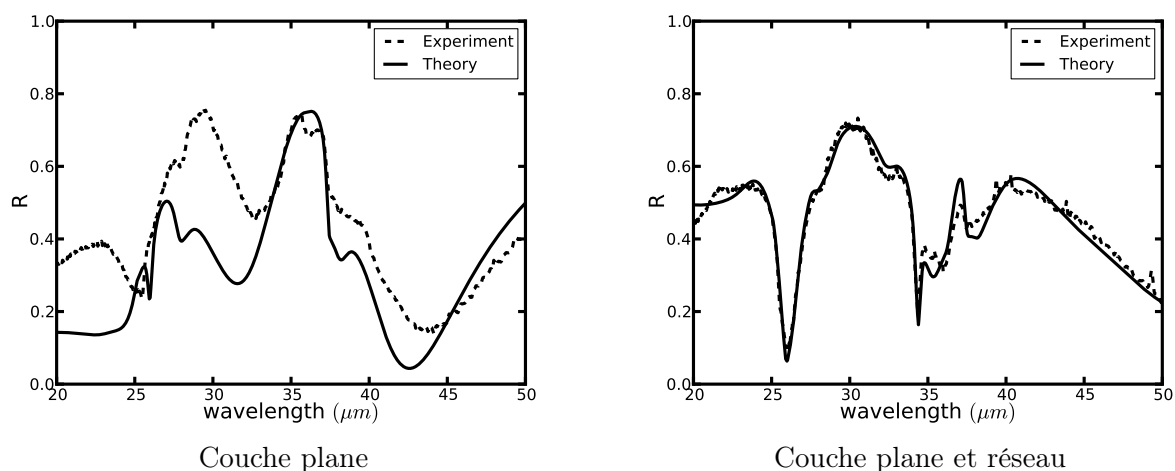 1.0
0.8
0.6
0.4
0.2
0.0
R
20 25 30 35 40 45 50
wavelength (μm)
Experiment
Theory
Couche plane
1.0
0.8
0.6
0.4
0.2
0.0
R
20 25 30 35 40 45 50
wavelength (μm)
Experiment
Theory
Couche plane et réseau